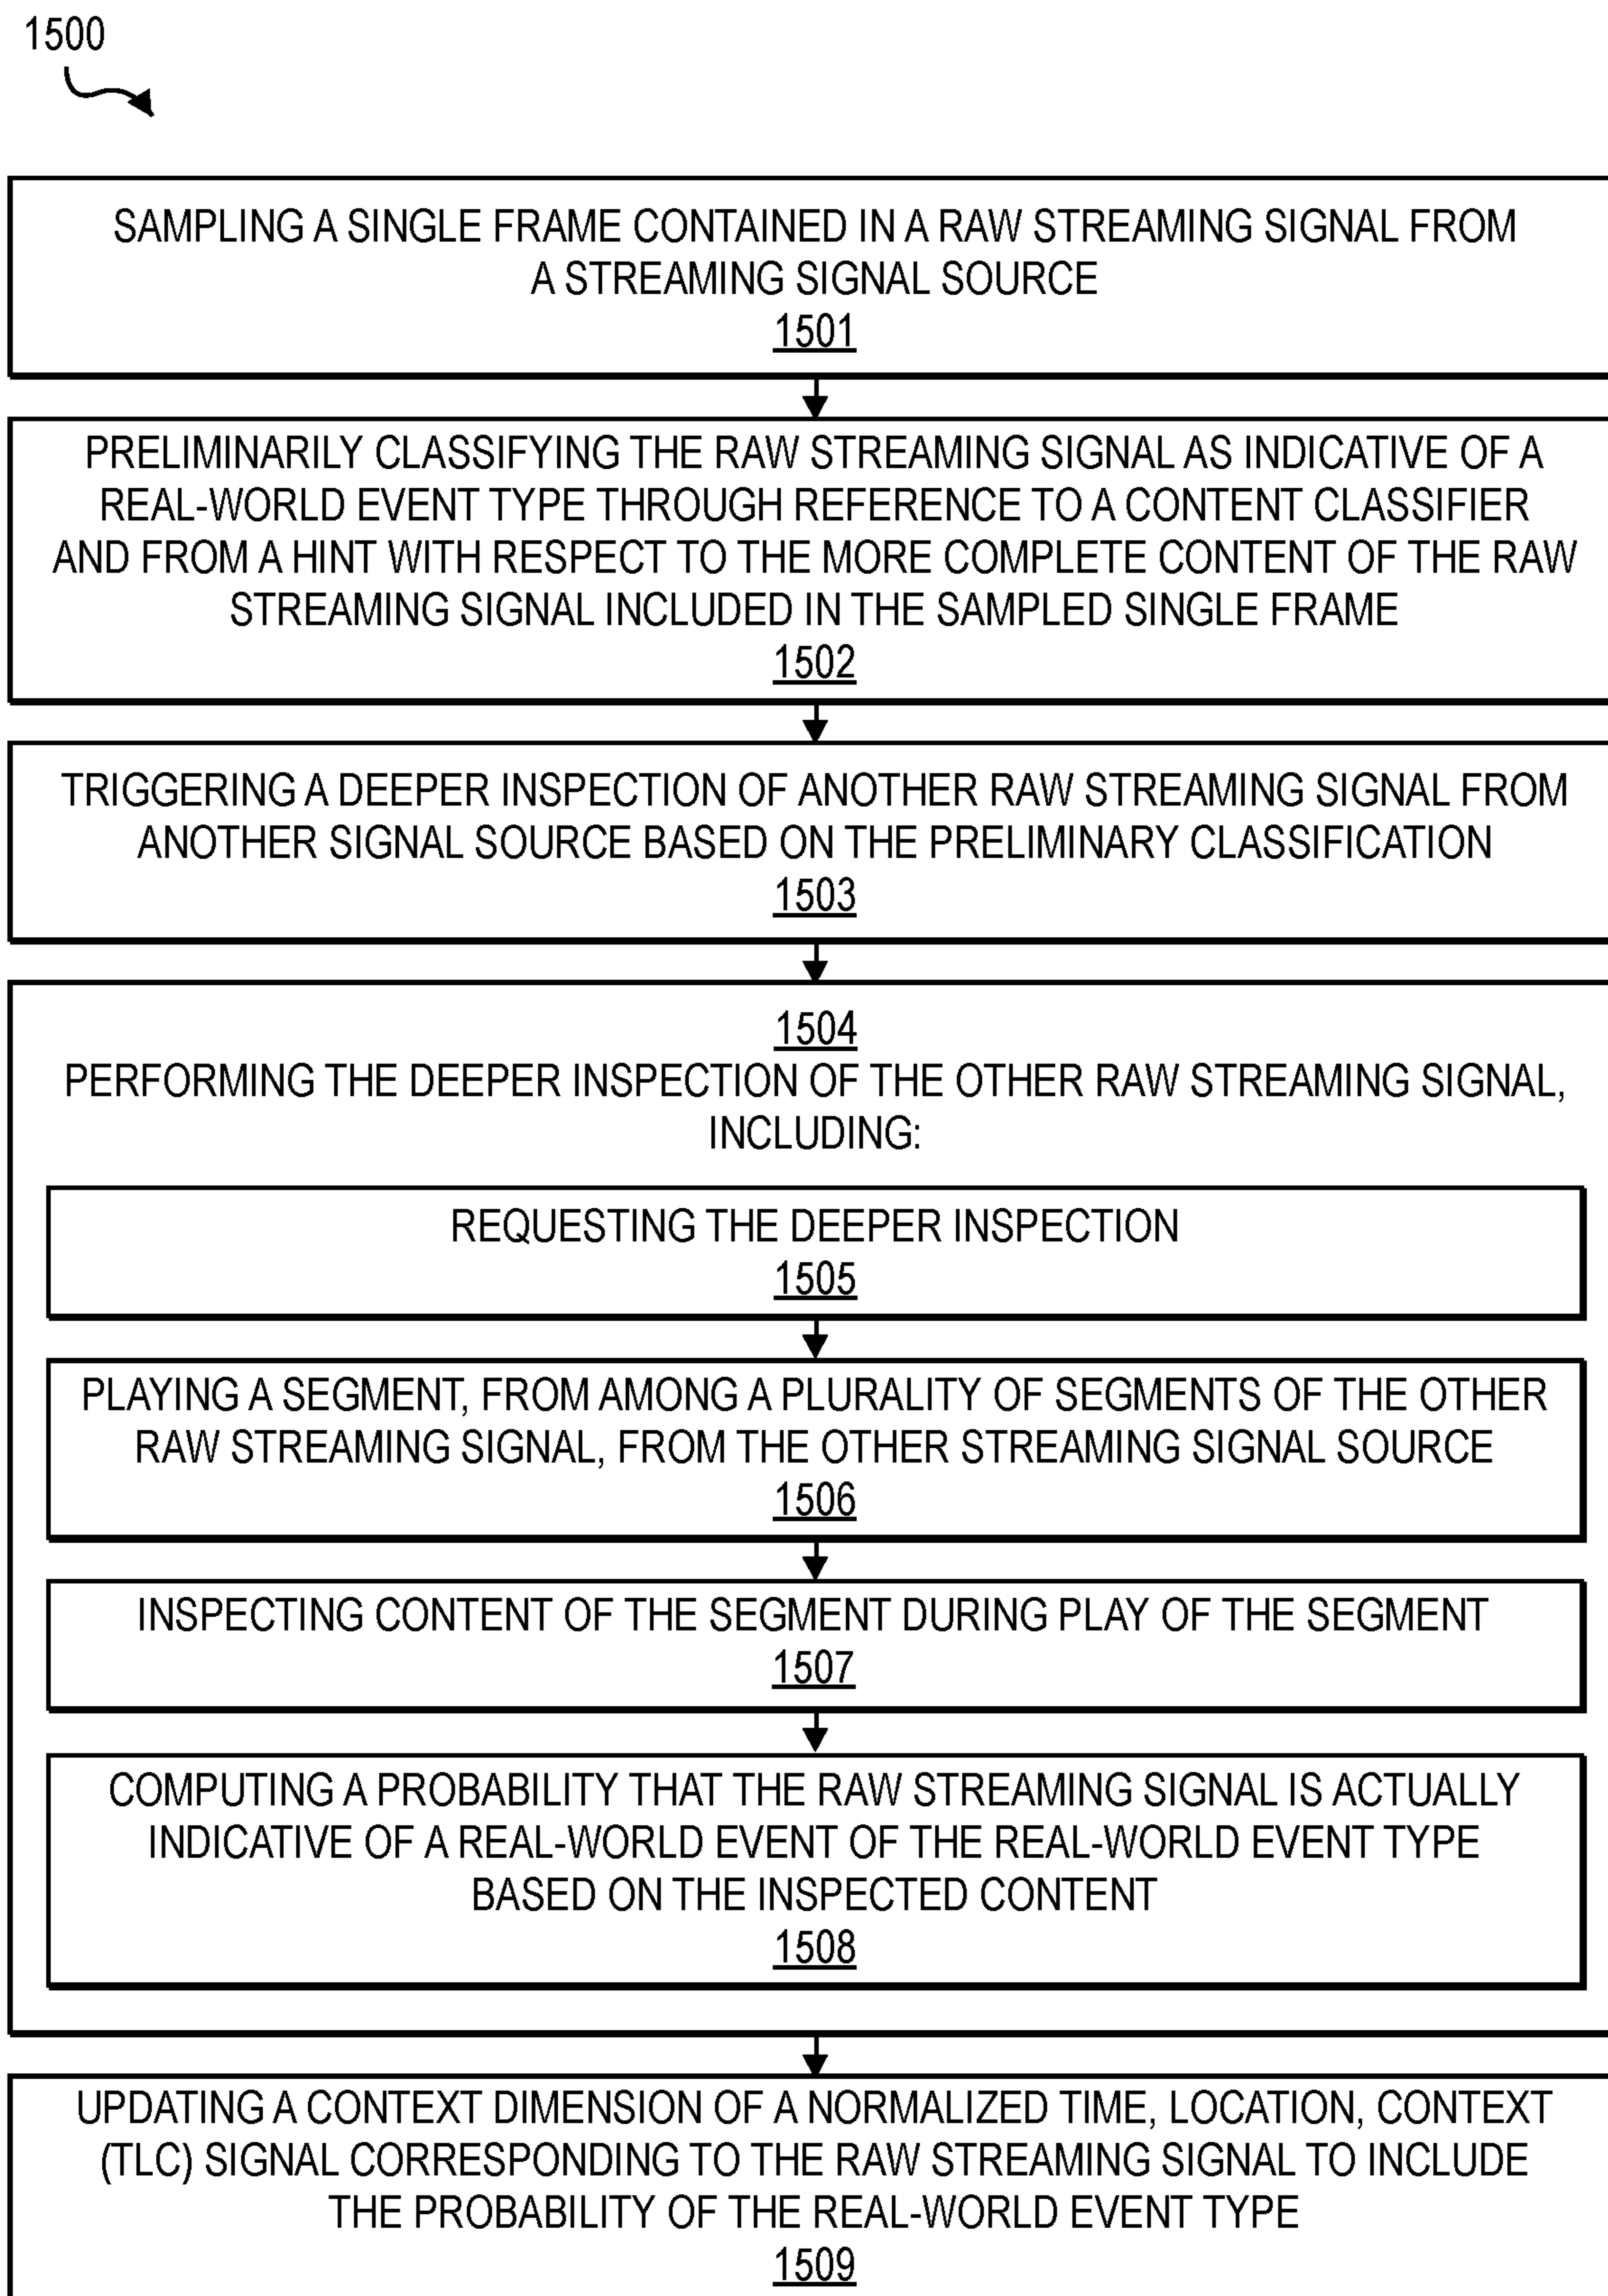 1500
SAMPLING A SINGLE FRAME CONTAINED IN A RAW STREAMING SIGNAL FROM
A STREAMING SIGNAL SOURCE
1501
PRELIMINARILY CLASSIFYING THE RAW STREAMING SIGNAL AS INDICATIVE OF A
REAL-WORLD EVENT TYPE THROUGH REFERENCE TO A CONTENT CLASSIFIER
AND FROM A HINT WITH RESPECT TO THE MORE COMPLETE CONTENT OF THE RAW
STREAMING SIGNAL INCLUDED IN THE SAMPLED SINGLE FRAME
1502
TRIGGERING A DEEPER INSPECTION OF ANOTHER RAW STREAMING SIGNAL FROM
ANOTHER SIGNAL SOURCE BASED ON THE PRELIMINARY CLASSIFICATION
1503
1504
PERFORMING THE DEEPER INSPECTION OF THE OTHER RAW STREAMING SIGNAL,
INCLUDING:
REQUESTING THE DEEPER INSPECTION
1505
PLAYING A SEGMENT, FROM AMONG A PLURALITY OF SEGMENTS OF THE OTHER
RAW STREAMING SIGNAL, FROM THE OTHER STREAMING SIGNAL SOURCE
1506
INSPECTING CONTENT OF THE SEGMENT DURING PLAY OF THE SEGMENT
1507
COMPUTING A PROBABILITY THAT THE RAW STREAMING SIGNAL IS ACTUALLY
INDICATIVE OF A REAL-WORLD EVENT OF THE REAL-WORLD EVENT TYPE
BASED ON THE INSPECTED CONTENT
1508
UPDATING A CONTEXT DIMENSION OF A NORMALIZED TIME, LOCATION, CONTEXT
(TLC) SIGNAL CORRESPONDING TO THE RAW STREAMING SIGNAL TO INCLUDE
THE PROBABILITY OF THE REAL-WORLD EVENT TYPE
1509